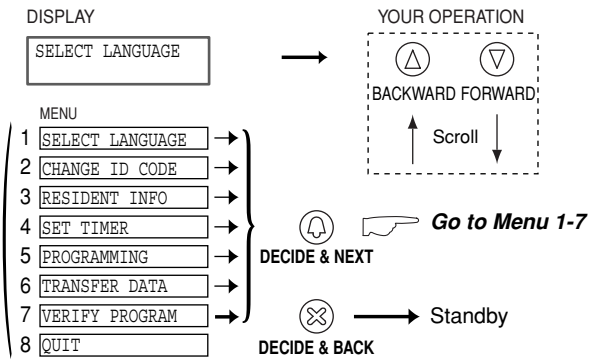 DISPLAY
YOUR OPERATION
SELECT LANGUAGE
BACKWARD FORWARD
Scroll
MENU
1 SELECT LANGUAGE
2 CHANGE ID CODE
3 RESIDENT INFO
4 SET TIMER
5 PROGRAMMING
6 TRANSFER DATA
7 VERIFY PROGRAM
8 QUIT
Go to Menu 1-7
DECIDE & NEXT
Standby
DECIDE & BACK